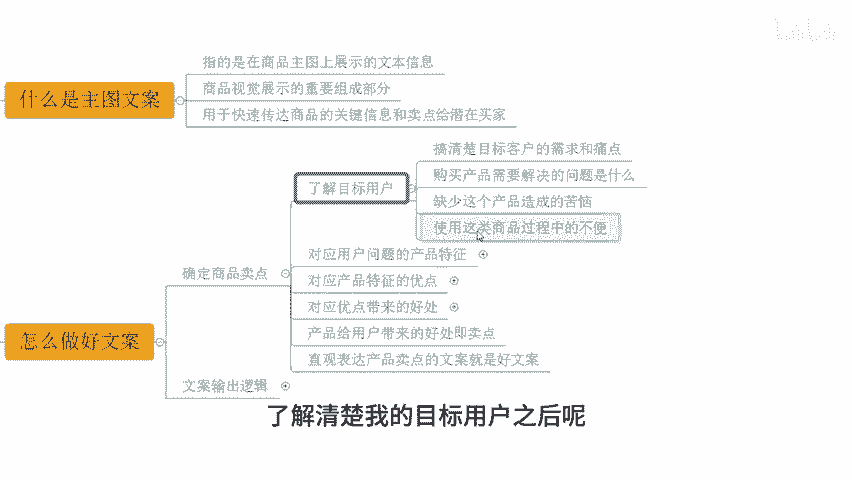 什么是主图文案
指的是在商品主图上展示的文本信息
商品视觉展示的重要组成部分
用于快速传达商品的关键信息和卖点给潜在买家
怎么做好文案
确定商品卖点
了解目标用户
搞清楚目标客户的需求和痛点
购买产品需要解决的问题是什么
缺少这个产品造成的苦恼
使用这类商品过程中的不便
对应用户问题的产品特征
对应产品特征的优点
对应优点带来的好处
产品给用户带来的好处即卖点
直观表达产品卖点的文案就是好文案
文案输出逻辑
了解清楚我的目标用户之后呢